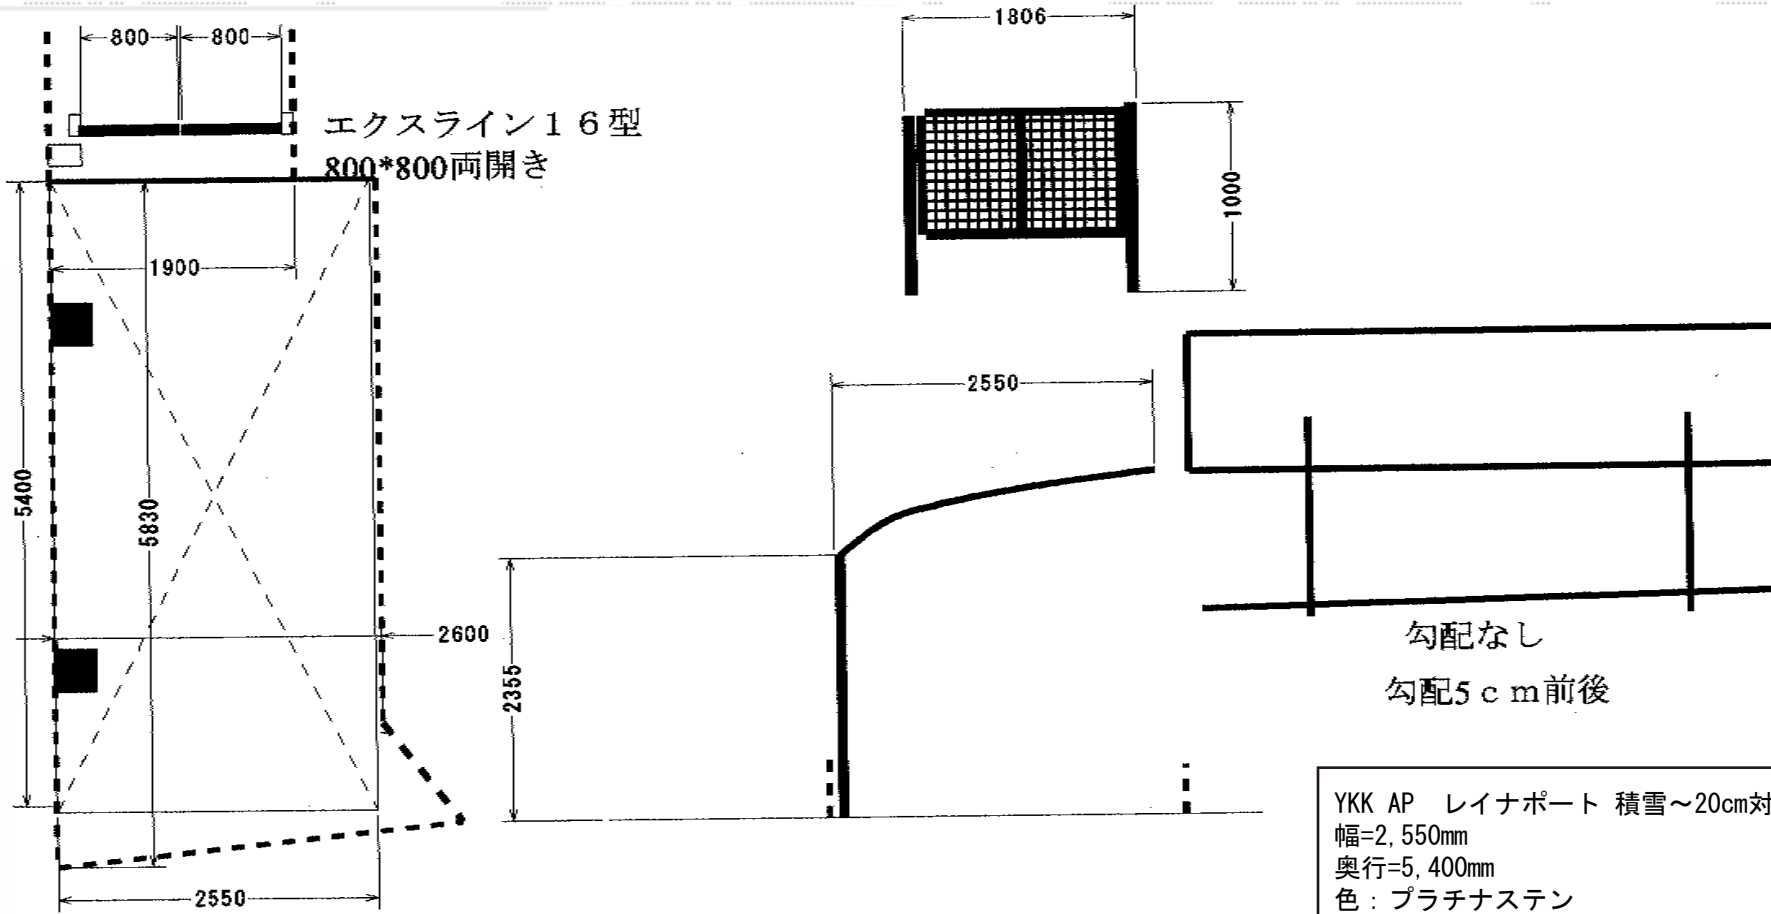 800
800
1806
エクスライン１６型
800*800両開き
1000
1900
2550
5400
5830
2600
2355
勾配なし
勾配5ｃｍ前後
2550
YKK AP　レイナポート 積雪～20cm対
幅=2,550mm
奥行=5,400mm
色：プラチナステン